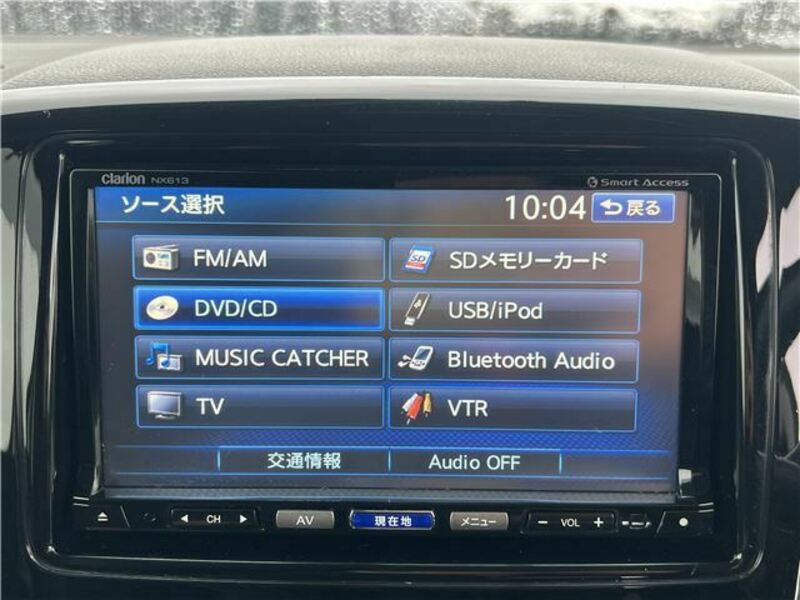 Clarion NX613
Smart Access
ソース選択 10:04 戻る
FM/AM SDメモリーカード
SD
DVD/CD USB/iPod
MUSIC CATCHER Bluetooth Audio
TV VTR
交通情報 Audio OFF
CH AV 現在地 メニュー − VOL +